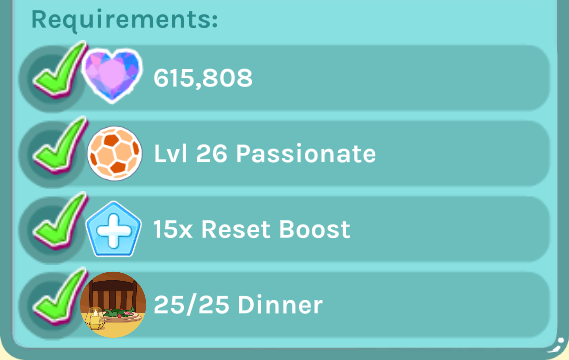 Requirements:
615,808
Lvl 26 Passionate
15x Reset Boost
25/25 Dinner